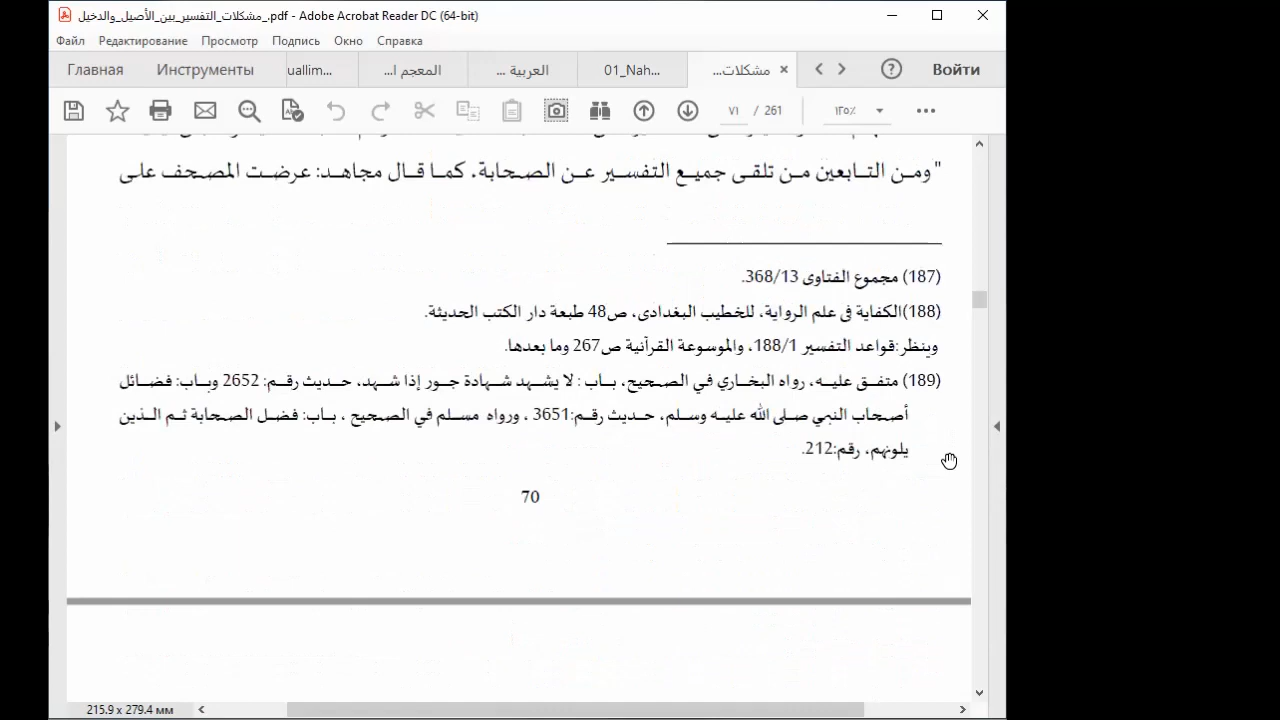 مشكلات_التفسير_بين_الأصيل_والدخيل_.pdf - Adobe Acrobat Reader DC (64-bit)
Файл Редактирование Просмотр Подпись Окно Справка
Главная Инструменты uallim... المعجم ا... العربية ... 01_Nah... مشكلات... Войти
٧١ / 261 ١٢٥٪
"ومن التابعين من تلقى جميع التفسير عن الصحابة، كما قال مجاهد: عرضت المصحف على
(187) مجموع الفتاوى 368/13.
(188)الكفاية فى علم الرواية، للخطيب البغدادى، ص48 طبعة دار الكتب الحديثة.
وينظر:قواعد التفسير 188/1، والموسوعة القرآنية ص267 وما بعدها.
(189) متفق عليه، رواه البخاري في الصحيح، باب : لا يشهد شهادة جور إذا شهد، حديث رقم: 2652 وباب: فضائل
أصحاب النبي صلى الله عليه وسلم، حديث رقم:3651 ، ورواه مسلم في الصحيح ، باب: فضل الصحابة ثم الذين
يلونهم، رقم:212.
70
215.9 x 279.4 мм